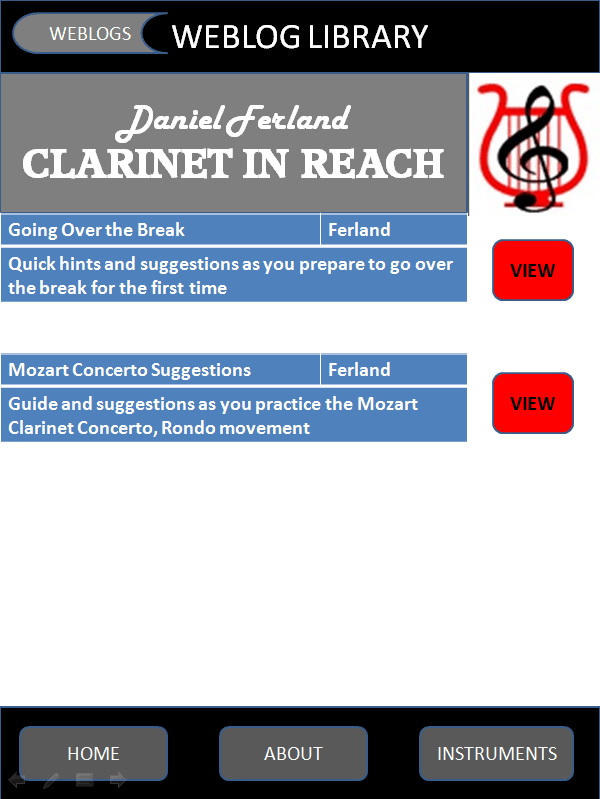 WEBLOGS
WEBLOG LIBRARY
Daniel Ferland
CLARINET IN REACH
Going Over the Break
Ferland
Quick hints and suggestions as you prepare to go over
the break for the first time
VIEW
Mozart Concerto Suggestions
Ferland
Guide and suggestions as you practice the Mozart
Clarinet Concerto, Rondo movement
VIEW
HOME
ABOUT
INSTRUMENTS